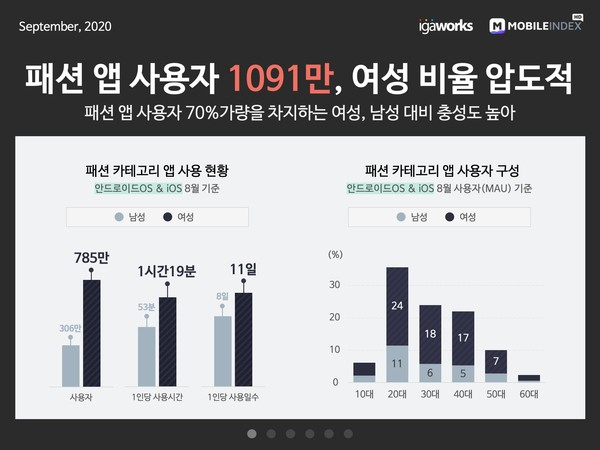 September, 2020
igaworks
M MOBILEINDEX HD
패션 앱 사용자 1091만, 여성 비율 압도적
패션 앱 사용자 70%가량을 차지하는 여성, 남성 대비 충성도 높아
패션 카테고리 앱 사용 현황
안드로이드OS & iOS 8월 기준
남성 여성
785만
306만
사용자
1시간19분
53분
1인당 사용시간
11일
8일
1인당 사용일수
패션 카테고리 앱 사용자 구성
안드로이드OS & iOS 8월 사용자(MAU) 기준
남성 여성
(%)
30
20
10
0
24
11
18
6
17
5
7
10대 20대 30대 40대 50대 60대